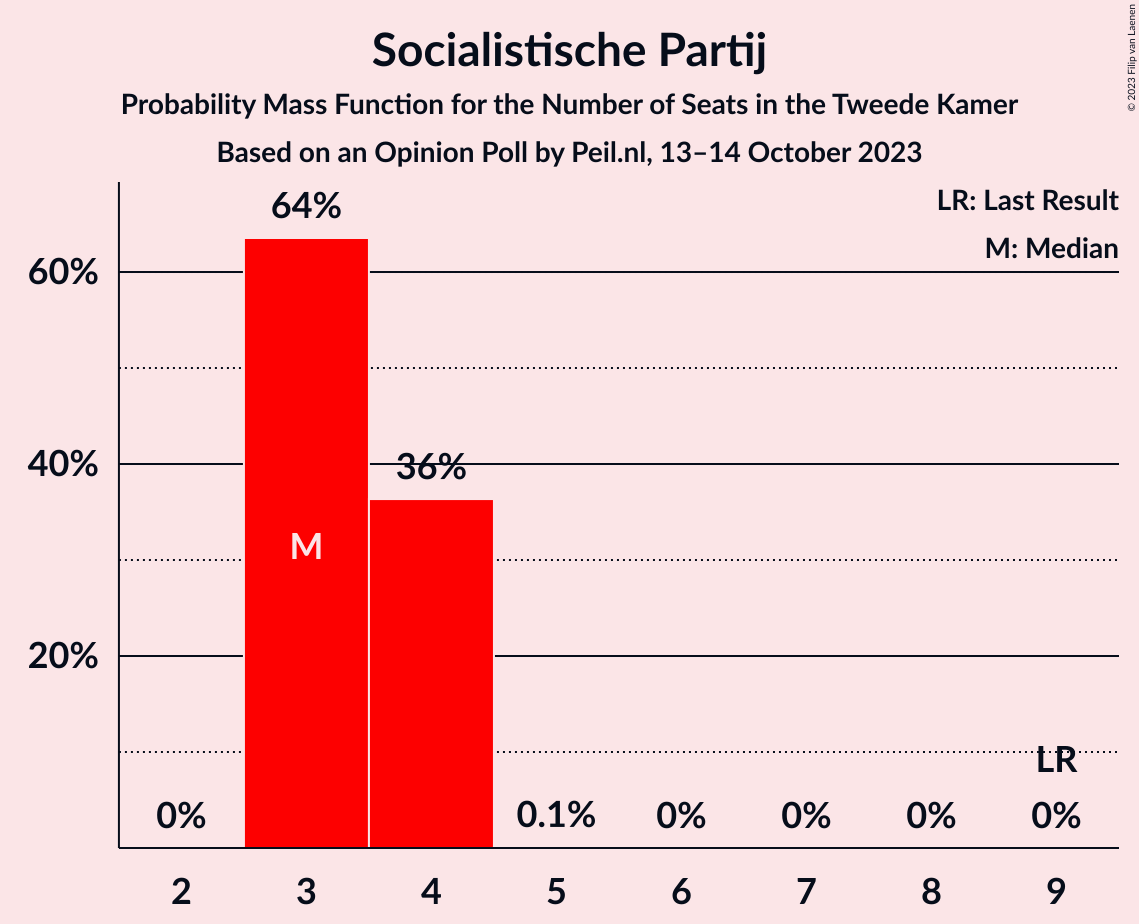 Socialistische Partij
Probability Mass Function for the Number of Seats in the Tweede Kamer
Based on an Opinion Poll by Peil.nl, 13–14 October 2023
© 2023 Filip van Laenen
LR: Last Result
M: Median
64%
60%
40%
36%
M
20%
LR
0%
0.1%
0%
0%
0%
0%
2
3
4
5
6
7
8
9